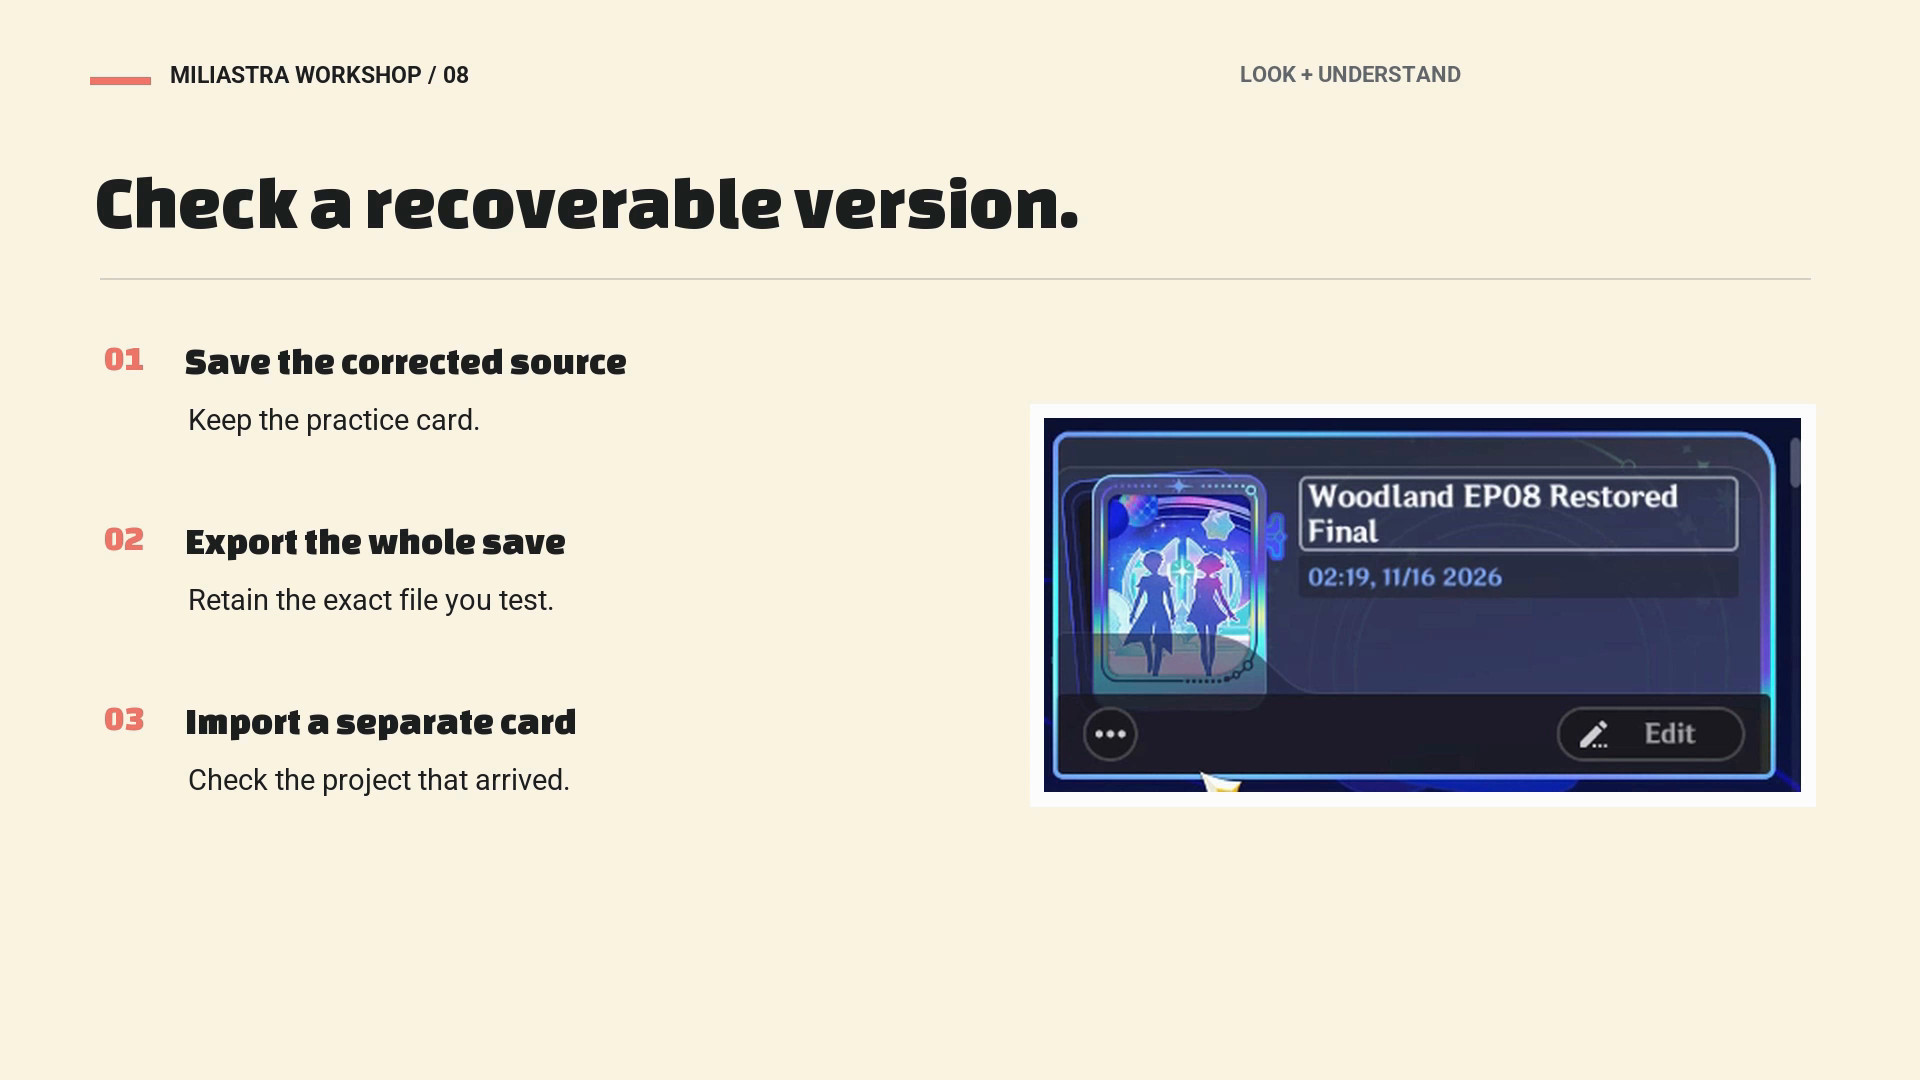 MILIASTRA WORKSHOP / 08
LOOK + UNDERSTAND
Check a recoverable version.
01 Save the corrected source
Keep the practice card.
02 Export the whole save
Retain the exact file you test.
03 Import a separate card
Check the project that arrived.
Woodland EP08 Restored
Final
02:19, 11/16 2026
Edit